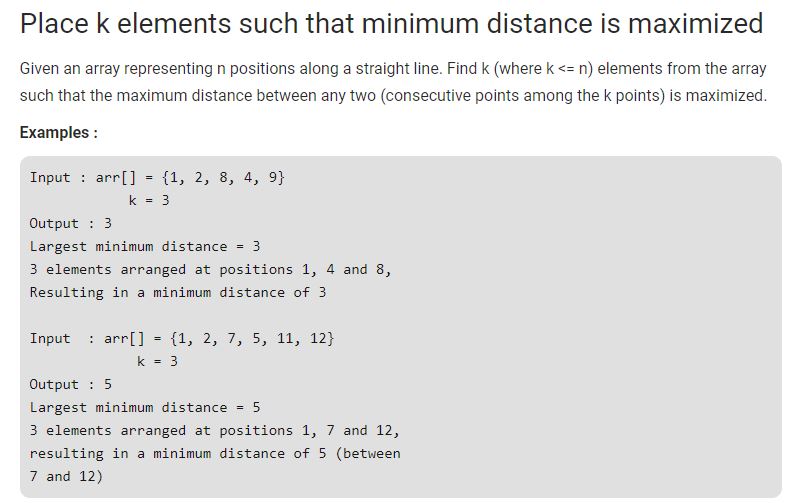 Place k elements such that minimum distance is maximized
Given an array representing n positions along a straight line. Find k (where k <= n) elements from the array
such that the maximum distance between any two (consecutive points among the k points) is maximized.
Examples :
Input : arr[] = {1, 2, 8, 4, 9}
k = 3
Output : 3
Largest minimum distance = 3
3 elements arranged at positions 1, 4 and 8,
Resulting in a minimum distance of 3
Input  : arr[] = {1, 2, 7, 5, 11, 12}
k = 3
Output : 5
Largest minimum distance = 5
3 elements arranged at positions 1, 7 and 12,
resulting in a minimum distance of 5 (between
7 and 12)